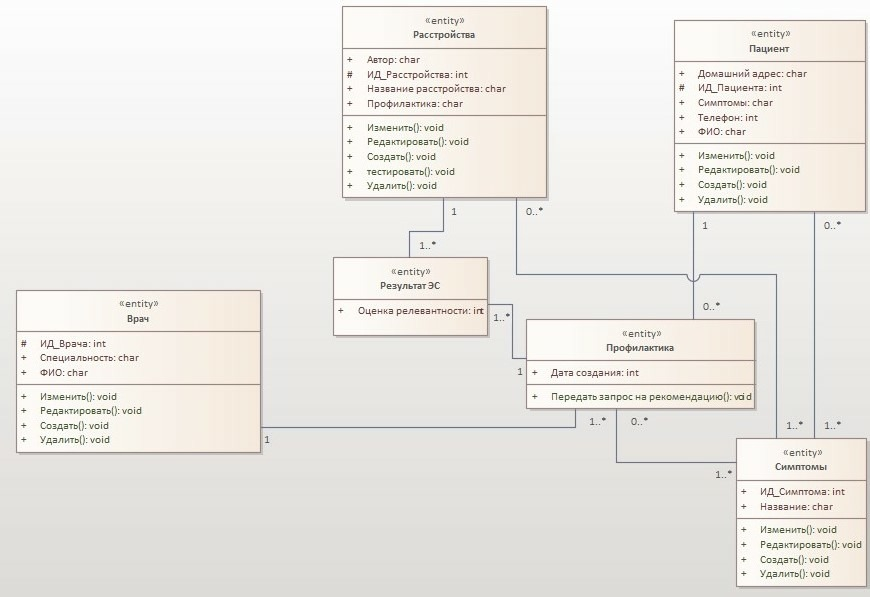 «entity»
Расстройства
+ Автор: char
# ИД_Расстройства: int
+ Название расстройства: char
+ Профилактика: char
+ Изменить(): void
+ Редактировать(): void
+ Создать(): void
+ тестировать(): void
+ Удалить(): void
«entity»
Пациент
+ Домашний адрес: char
# ИД_Пациента: int
+ Симптомы: char
+ Телефон: int
+ ФИО: char
+ Изменить(): void
+ Редактировать(): void
+ Создать(): void
+ Удалить(): void
1
0..*
1..*
1
0..*
«entity»
Результат ЭС
+ Оценка релевантности: int
1..*
1
0..*
«entity»
Врач
# ИД_Врача: int
+ Специальность: char
+ ФИО: char
+ Изменить(): void
+ Редактировать(): void
+ Создать(): void
+ Удалить(): void
1
«entity»
Профилактика
+ Дата создания: int
+ Передать запрос на рекомендацию(): void
1..*
0..*
1..*
1..*
1..*
«entity»
Симптомы
+ ИД_Симптома: int
+ Название: char
+ Изменить(): void
+ Редактировать(): void
+ Создать(): void
+ Удалить(): void